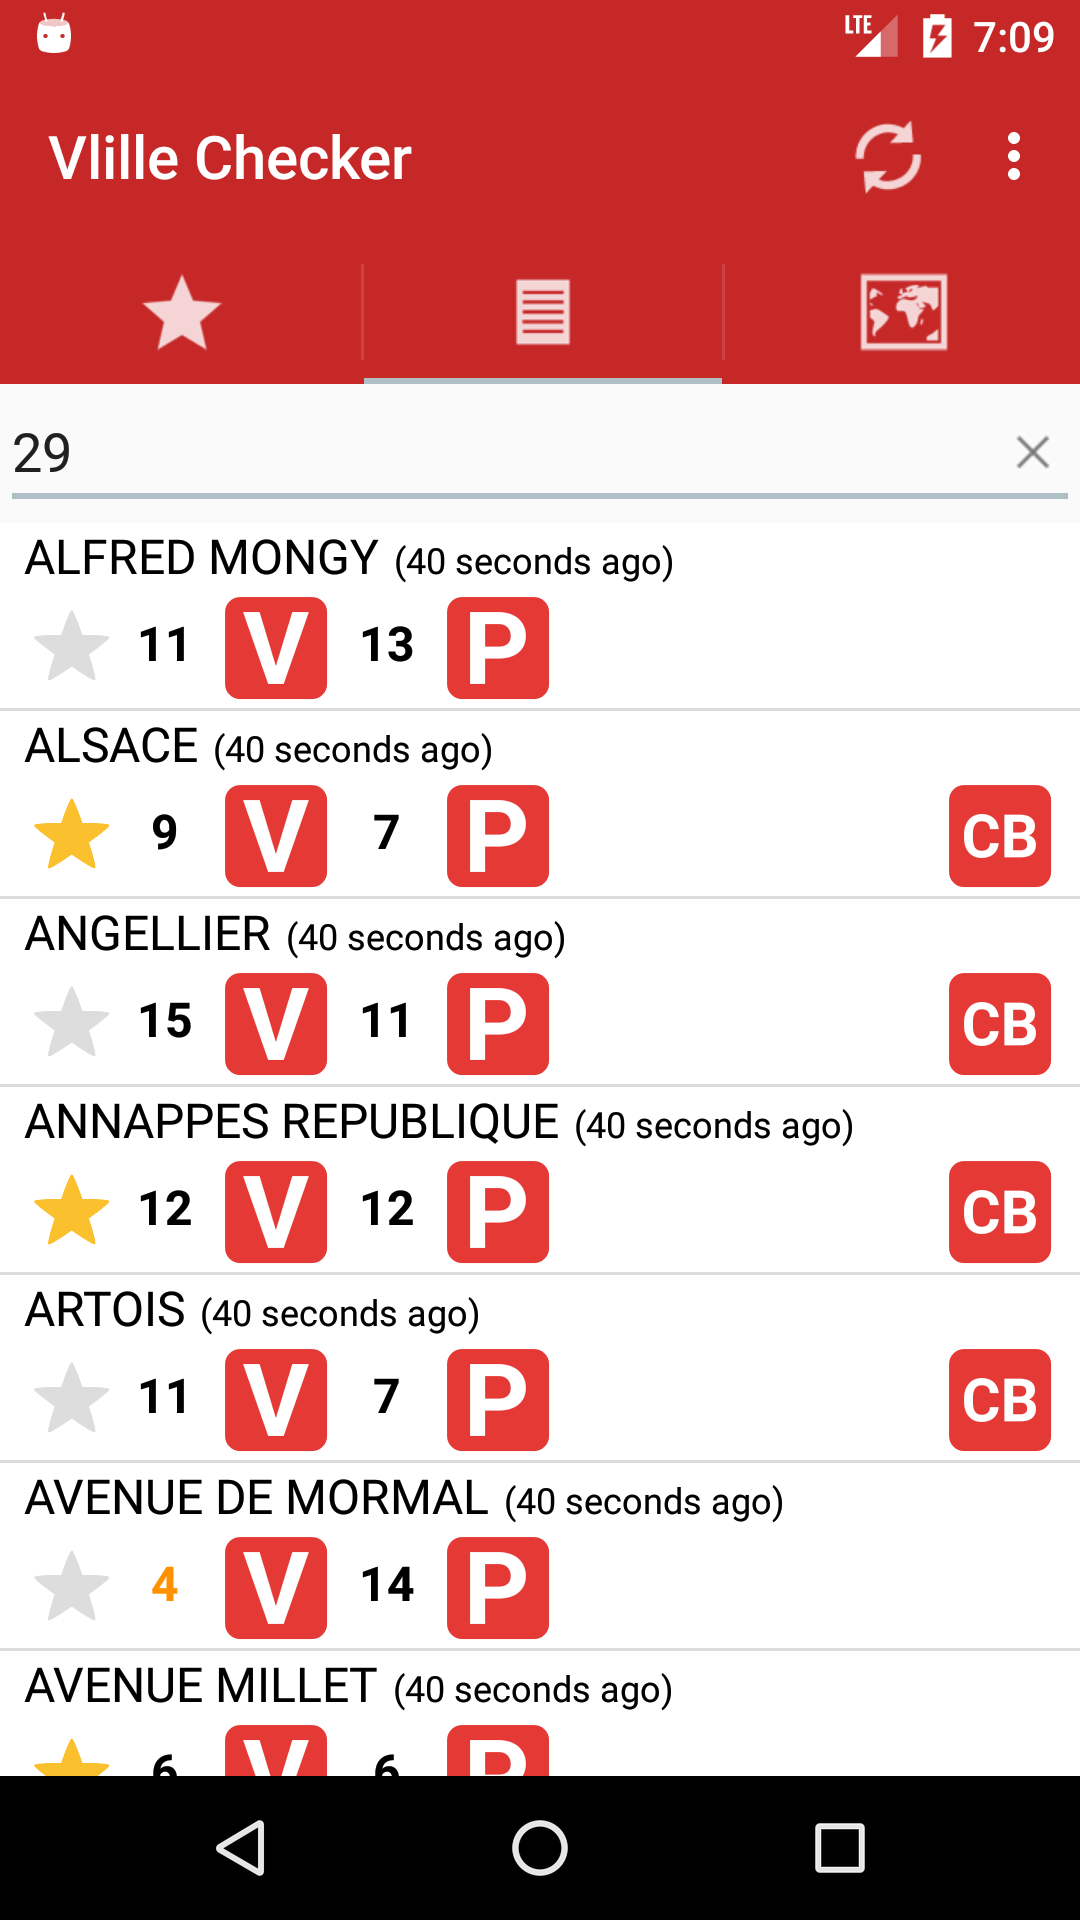 LTE 7:09
Vlille Checker
29
ALFRED MONGY (40 seconds ago)
11 V 13 P
ALSACE (40 seconds ago)
9 V 7 P CB
ANGELLIER (40 seconds ago)
15 V 11 P CB
ANNAPPES REPUBLIQUE (40 seconds ago)
12 V 12 P CB
ARTOIS (40 seconds ago)
11 V 7 P CB
AVENUE DE MORMAL (40 seconds ago)
4 V 14 P
AVENUE MILLET (40 seconds ago)
6 V 6 P